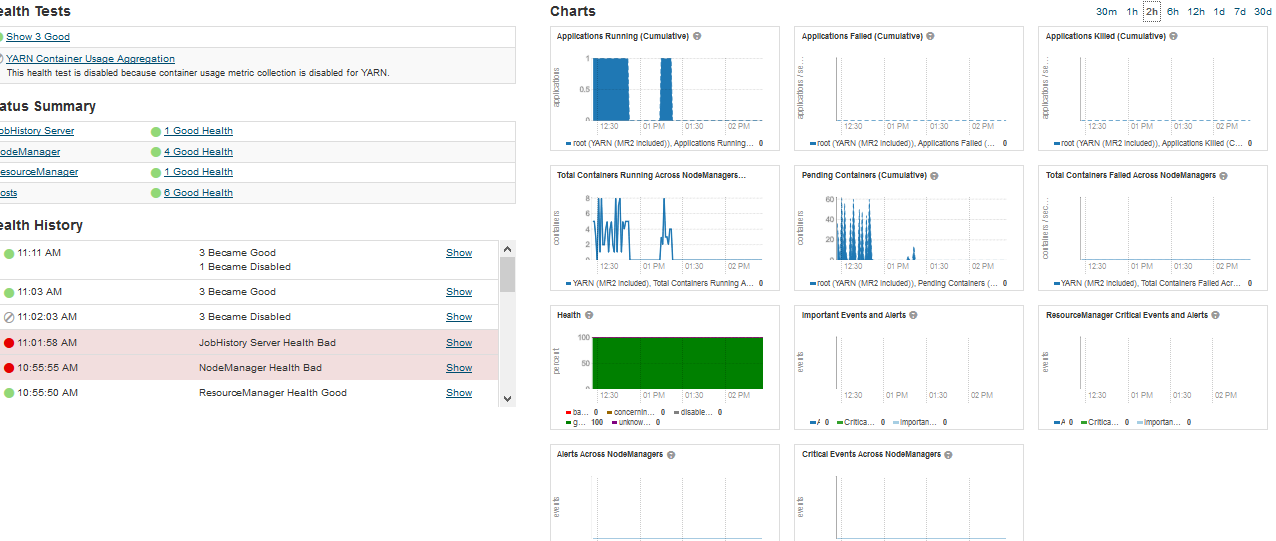 ealth Tests
Show 3 Good
YARN Container Usage Aggregation
This health test is disabled because container usage metric collection is disabled for YARN.
tatus Summary
obHistory Server 1 Good Health
odeManager 4 Good Health
esourceManager 1 Good Health
osts 6 Good Health
ealth History
11:11 AM 3 Became Good Show
1 Became Disabled
11:03 AM 3 Became Good Show
11:02:03 AM 3 Became Disabled Show
11:01:58 AM JobHistory Server Health Bad Show
10:55:55 AM NodeManager Health Bad Show
10:55:50 AM ResourceManager Health Good Show
Charts
30m 1h 2h 6h 12h 1d 7d 30d
Applications Running (Cumulative)
applications
1
0.5
0
12:30 01 PM 01:30 02 PM
root (YARN (MR2 Included)), Applications Running... 0
Applications Failed (Cumulative)
applications / se...
12:30 01 PM 01:30 02 PM
root (YARN (MR2 Included)), Applications Failed (... 0
Applications Killed (Cumulative)
applications / se...
12:30 01 PM 01:30 02 PM
root (YARN (MR2 Included)), Applications Killed (C... 0
Total Containers Running Across NodeManagers...
containers
8
6
4
2
0
12:30 01 PM 01:30 02 PM
YARN (MR2 Included), Total Containers Running A... 0
Pending Containers (Cumulative)
containers
60
40
20
0
12:30 01 PM 01:30 02 PM
root (YARN (MR2 Included)), Pending Containers (... 0
Total Containers Failed Across NodeManagers
containers / sec...
12:30 01 PM 01:30 02 PM
YARN (MR2 Included), Total Containers Failed Acr... 0
Health
percent
100
50
0
12:30 01 PM 01:30 02 PM
ba... 0 concernin... 0 disable... 0
g... 100 unknow... 0
Important Events and Alerts
events
12:30 01 PM 01:30 02 PM
A 0 Critica... 0 Importan... 0
ResourceManager Critical Events and Alerts
events
12:30 01 PM 01:30 02 PM
A 0 Critica... 0 Importan... 0
Alerts Across NodeManagers
events
Critical Events Across NodeManagers
events